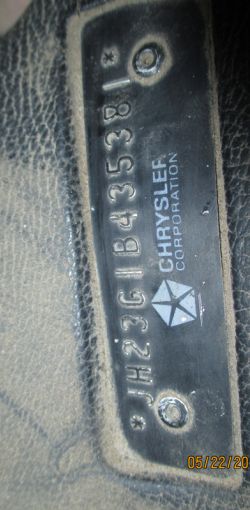 *JH23G1B435381*
CHRYSLER
CORPORATION
05/22/20